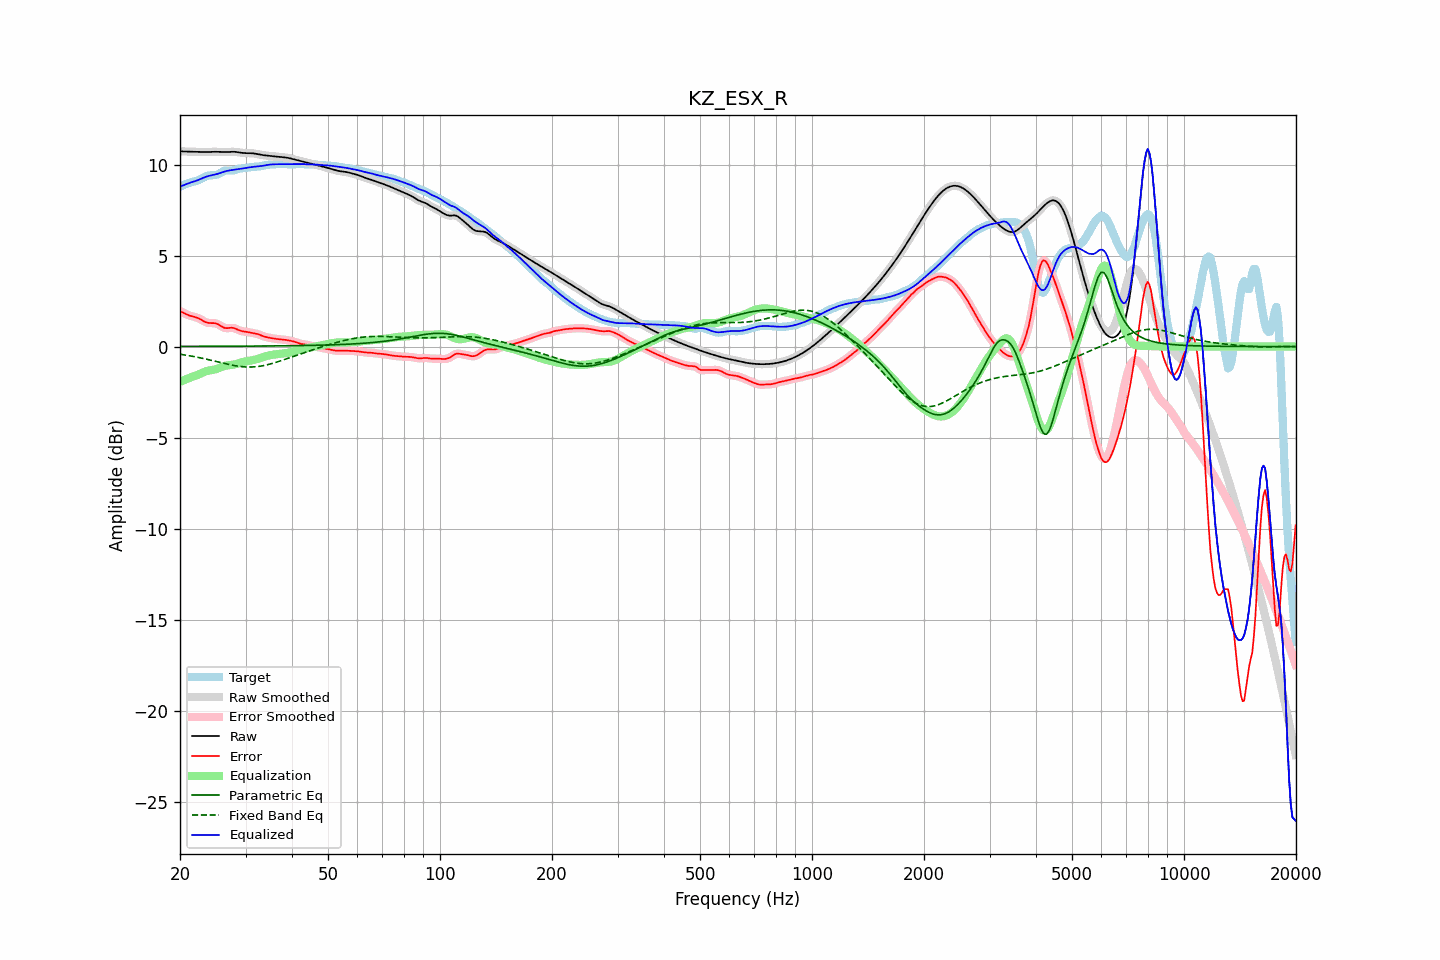 KZ_ESX_R
Amplitude (dBr)
10
5
0
−5
−10
−15
−20
−25
Target
Raw Smoothed
Error Smoothed
Raw
Error
Equalization
Parametric Eq
Fixed Band Eq
Equalized
20 50 100 200 500 1000 2000 5000 10000 20000
Frequency (Hz)